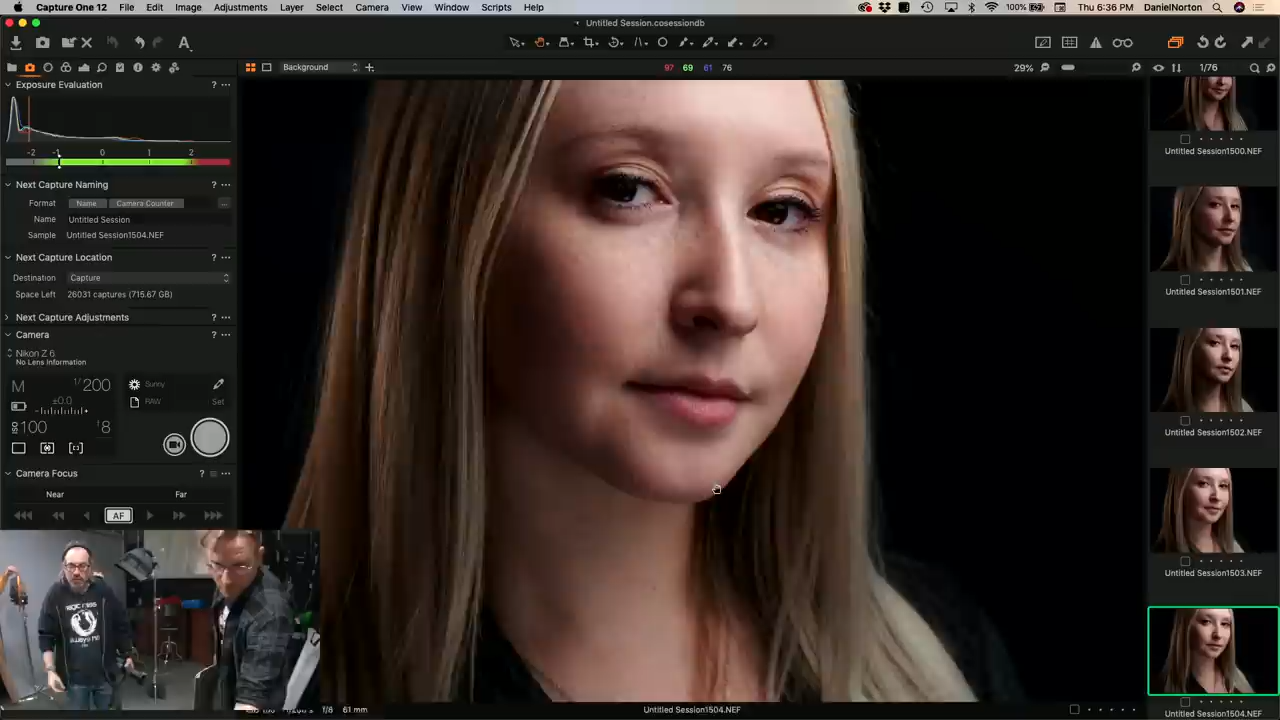 Capture One 12 File Edit Image Adjustments Layer Select Camera View Window Scripts Help 100% Thu 6:36 PM DanielNorton
Untitled Session.cosessiondb
Background 97 69 61 76 29% 1/76
Exposure Evaluation ? ...
-2 -1 0 1 2
Next Capture Naming ? ...
Format Name Camera Counter ...
Name Untitled Session
Sample Untitled Session1504.NEF
Next Capture Location ? ...
Destination Capture
Space Left 26031 captures (715.67 GB)
Next Capture Adjustments ? ...
Camera ? ...
Nikon Z 6
No Lens Information
M 1/200 Sunny
±0.0 RAW Set
ISO 100 f8
Camera Focus ? ...
Near Far
AF
f/8 61 mm
Untitled Session1504.NEF
Untitled Session1500.NEF
Untitled Session1501.NEF
Untitled Session1502.NEF
Untitled Session1503.NEF
Untitled Session1504.NEF